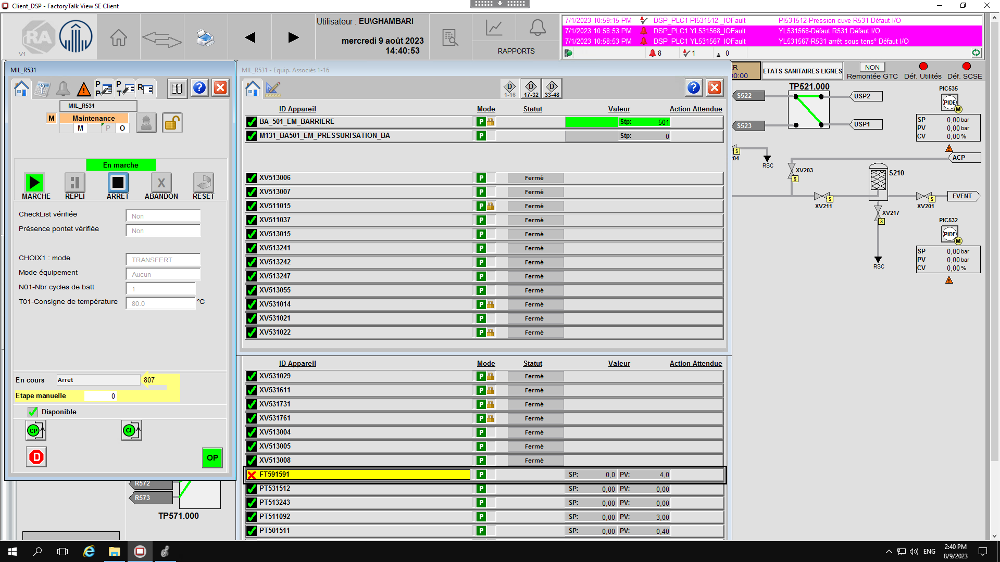 Client_DSP - FactoryTalk View SE Client
RA
V1
Utilisateur : EU\GHAMBARI
mercredi 9 août 2023
14:40:53
RAPPORTS
7/1/2023 10:59:15 PM DSP_PLC1 PI531512 _IOFault PI531512-Pression cuve R531 Défaut I/O
7/1/2023 10:58:53 PM DSP_PLC1 YL531568_IOFault YL531568-Défaut R531 Défaut I/O
7/1/2023 10:58:53 PM DSP_PLC1 YL531567_IOFault YL531567-R531 arrêt sous tens° Défaut I/O
8 1 0
MIL_R531
P P P T R
?
MIL_R531
M Maintenance
M P O
En marche
X
MARCHE REPLI ARRET ABANDON RESET
CheckList vérifiée Non
Présence pontet vérifiée Non
CHOIX1 : mode TRANSFERT
Mode équipement Aucun
N01-Nbr cycles de batt 1
T01-Consigne de température 80.0 °C
En cours Arret 807
Etape manuelle 0
Disponible
CP CI
D OP
MIL_R531 - Equip. Associés 1-16
D D D
1-16 17-32 33-48
?
ID Appareil Mode Statut Valeur Action Attendue
BA_501_EM_BARRIERE P Stp: 501
M131_BA501_EM_PRESSURISATION_BA P Stp: 0
XV513006 P Fermé
XV513007 P Fermé
XV511015 P Fermé
XV511037 P Fermé
XV513015 P Fermé
XV513241 P Fermé
XV513242 P Fermé
XV513247 P Fermé
XV513055 P Fermé
XV531014 P Fermé
XV531021 P Fermé
XV531022 P Fermé
ID Appareil Mode Statut Valeur Action Attendue
XV531029 P Fermé
XV531611 P Fermé
XV531731 P Fermé
XV531761 P Fermé
XV513004 P Fermé
XV513005 P Fermé
XV513008 P Fermé
FT591591 P SP: 0,0 PV: 4,0
PT531512 P SP: 0,00 PV: 0,00
PT513243 P SP: 0,00 PV: 0,00
PT511092 P SP: 0,00 PV: 3,00
PT501511 P SP: 0,00 PV: 0,40
R
00:00
ETATS SANITAIRES LIGNES
NON
Remontée GTC Déf. Utilités Déf. SCSE
TP521.000
S522 USP2
S523 USP1
PIC535
PIDE
M
SP 0,00 bar
PV 0,00 bar
CV 0,00 %
S
04
RSC
ACP
XV203
S
S210
XV211
S
XV201
S
EVENT
XV217
S
RSC
PIC532
PIDE
M
SP 0,00 bar
PV 0,00 bar
CV 0,00 %
R572
R573
TP571.000
ENG
2:40 PM
8/9/2023